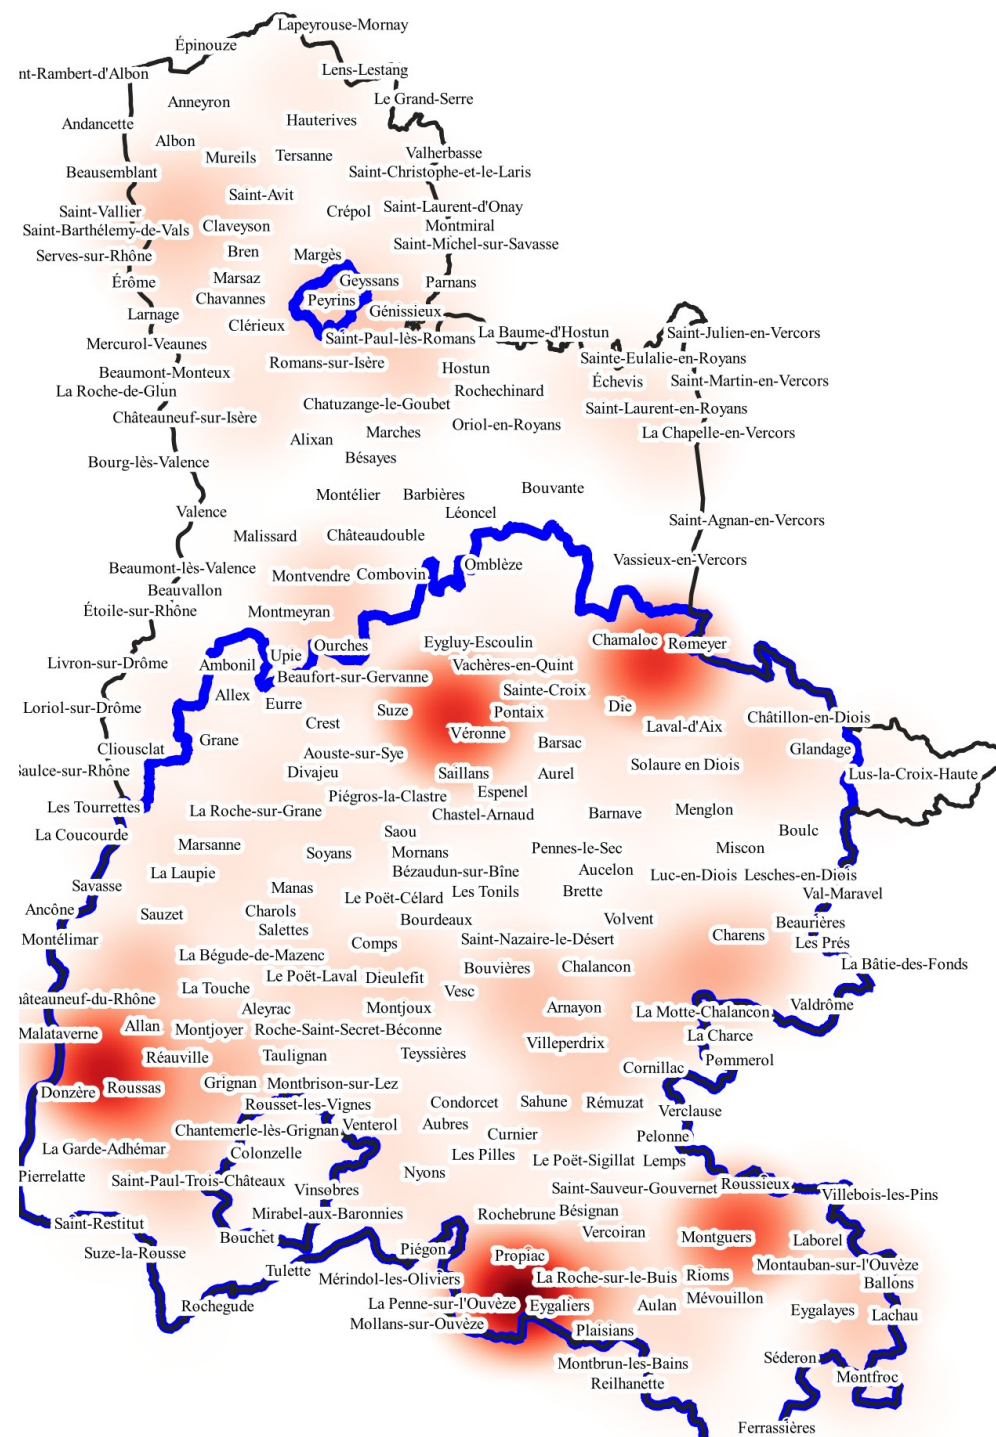 Lapeyrouse-Mornay
Épinouze
nt-Rambert-d'Albon
Lens-Lestang
Anneyron
Le Grand-Serre
Andancette
Hauterives
Albon
Mureils
Tersanne
Valherbasse
Beausemblant
Saint-Christophe-et-le-Laris
Saint-Avit
Saint-Vallier
Crépol
Saint-Laurent-d'Onay
Saint-Barthélemy-de-Vals
Claveyson
Montmiral
Saint-Michel-sur-Savasse
Serves-sur-Rhône
Bren
Margès
Érôme
Marsaz
Geyssans
Parnans
Chavannes
Peyrins
Larnage
Génissieux
Clérieux
Saint-Paul-lès-Romans
La Baume-d'Hostun
Saint-Julien-en-Vercors
Mercurol-Veaunes
Sainte-Eulalie-en-Royans
Romans-sur-Isère
Beaumont-Monteux
Hostun
Échevis
Saint-Martin-en-Vercors
La Roche-de-Glun
Rochechinard
Chatuzange-le-Goubet
Saint-Laurent-en-Royans
Châteauneuf-sur-Isère
Oriol-en-Royans
Marches
La Chapelle-en-Vercors
Alixan
Bésayes
Bourg-lès-Valence
Montélier
Barbières
Bouvante
Valence
Léoncel
Saint-Agnan-en-Vercors
Malissard
Châteaudouble
Vassieux-en-Vercors
Beaumont-lès-Valence
Omblèze
Montvendre
Combovin
Beauvallon
Étoile-sur-Rhône
Montmeyran
Chamaloc
Romeyer
Ourches
Eygluy-Escoulin
Upie
Livron-sur-Drôme
Ambonil
Vachères-en-Quint
Beaufort-sur-Gervanne
Sainte-Croix
Allex
Eurre
Loriol-sur-Drôme
Suze
Pontaix
Die
Châtillon-en-Diois
Crest
Laval-d'Aix
Véronne
Grane
Barsac
Cliousclat
Glandage
Aouste-sur-Sye
Solaure en Diois
Saulce-sur-Rhône
Divajeu
Saillans
Aurel
Lus-la-Croix-Haute
Espenel
Piégros-la-Clastre
Les Tourrettes
La Roche-sur-Grane
Chastel-Arnaud
Barnave
Menglon
La Coucourde
Saou
Boulc
Marsanne
Soyans
Mornans
Pennes-le-Sec
Miscon
La Laupie
Bézaudun-sur-Bîne
Aucelon
Luc-en-Diois
Lesches-en-Diois
Savasse
Manas
Le Poët-Célard
Les Tonils
Brette
Val-Maravel
Ancône
Sauzet
Charols
Bourdeaux
Volvent
Beaurières
Salettes
Montélimar
Comps
Saint-Nazaire-le-Désert
Charens
Les Prés
La Bégude-de-Mazenc
La Bâtie-des-Fonds
Le Poët-Laval
Dieulefit
Bouvières
Chalancon
La Touche
Vesc
hâteauneuf-du-Rhône
Aleyrac
Montjoux
Arnayon
La Motte-Chalancon
Valdrôme
Malataverne
Allan
Montjoyer
Roche-Saint-Secret-Béconne
La Charce
Villeperdrix
Réauville
Taulignan
Teyssières
Pommerol
Cornillac
Donzère
Roussas
Grignan
Montbrison-sur-Lez
Rousset-les-Vignes
Condorcet
Sahune
Rémuzat
Verclause
Chantemerle-lès-Grignan
Venterol
Aubres
Curnier
Pelonne
La Garde-Adhémar
Colonzelle
Les Pilles
Le Poët-Sigillat
Lemps
Pierrelatte
Saint-Paul-Trois-Châteaux
Nyons
Vinsobres
Saint-Sauveur-Gouvernet
Roussieux
Villebois-les-Pins
Saint-Restitut
Mirabel-aux-Baronnies
Rochebrune
Bésignan
Vercoiran
Bouchet
Montguers
Laborel
Suze-la-Rousse
Piégon
Propiac
Tulette
Mérindol-les-Oliviers
La Roche-sur-le-Buis
Rioms
Montauban-sur-l'Ouvèze
Ballons
Rochegude
La Penne-sur-l'Ouvèze
Eygaliers
Aulan
Mévouillon
Eygalayes
Lachau
Mollans-sur-Ouvèze
Plaisians
Montbrun-les-Bains
Séderon
Reilhanette
Montfroc
Ferrassières